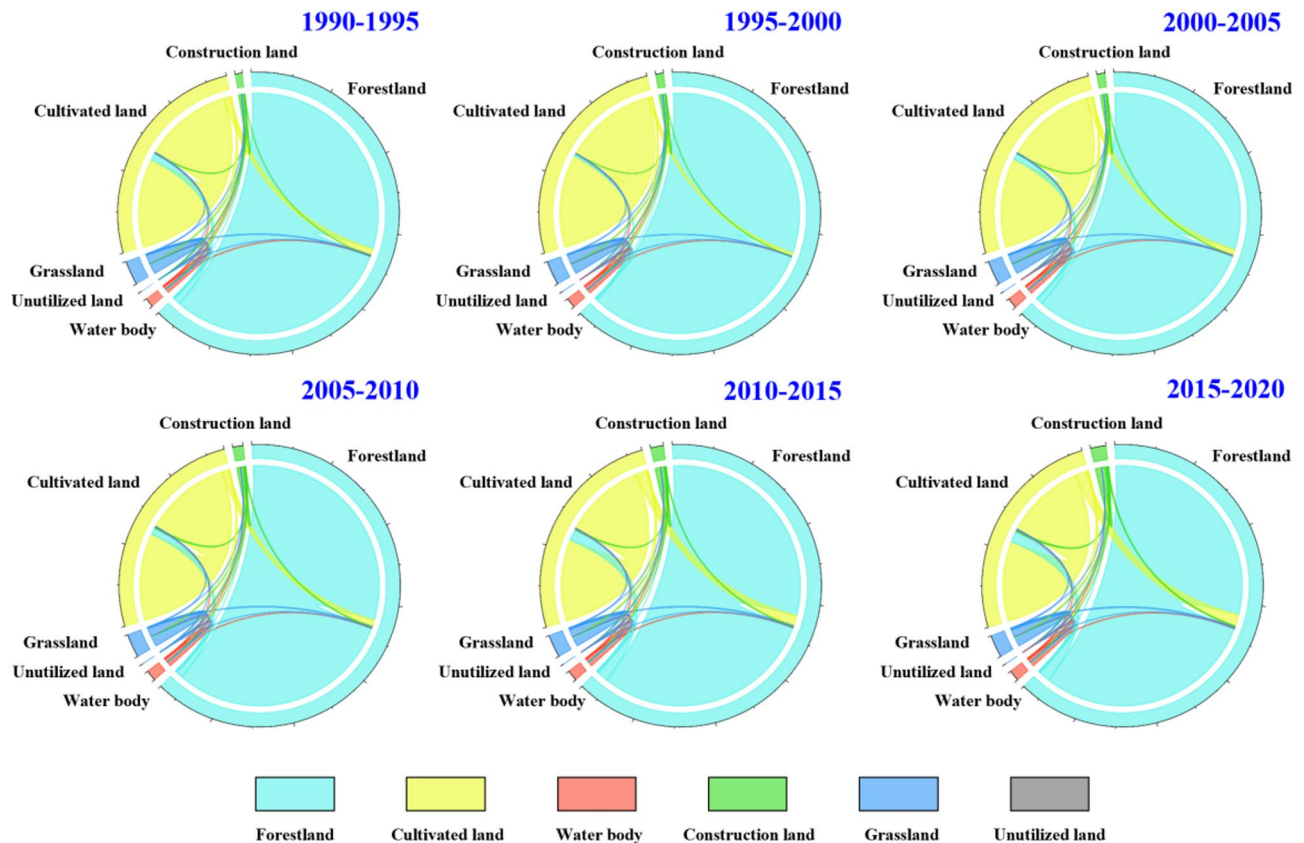 1990-1995
Construction land
Forestland
Cultivated land
Grassland
Unutilized land
Water body
1995-2000
Construction land
Forestland
Cultivated land
Grassland
Unutilized land
Water body
2000-2005
Construction land
Forestland
Cultivated land
Grassland
Unutilized land
Water body
2005-2010
Construction land
Forestland
Cultivated land
Grassland
Unutilized land
Water body
2010-2015
Construction land
Forestland
Cultivated land
Grassland
Unutilized land
Water body
2015-2020
Construction land
Forestland
Cultivated land
Grassland
Unutilized land
Water body
Forestland
Cultivated land
Water body
Construction land
Grassland
Unutilized land